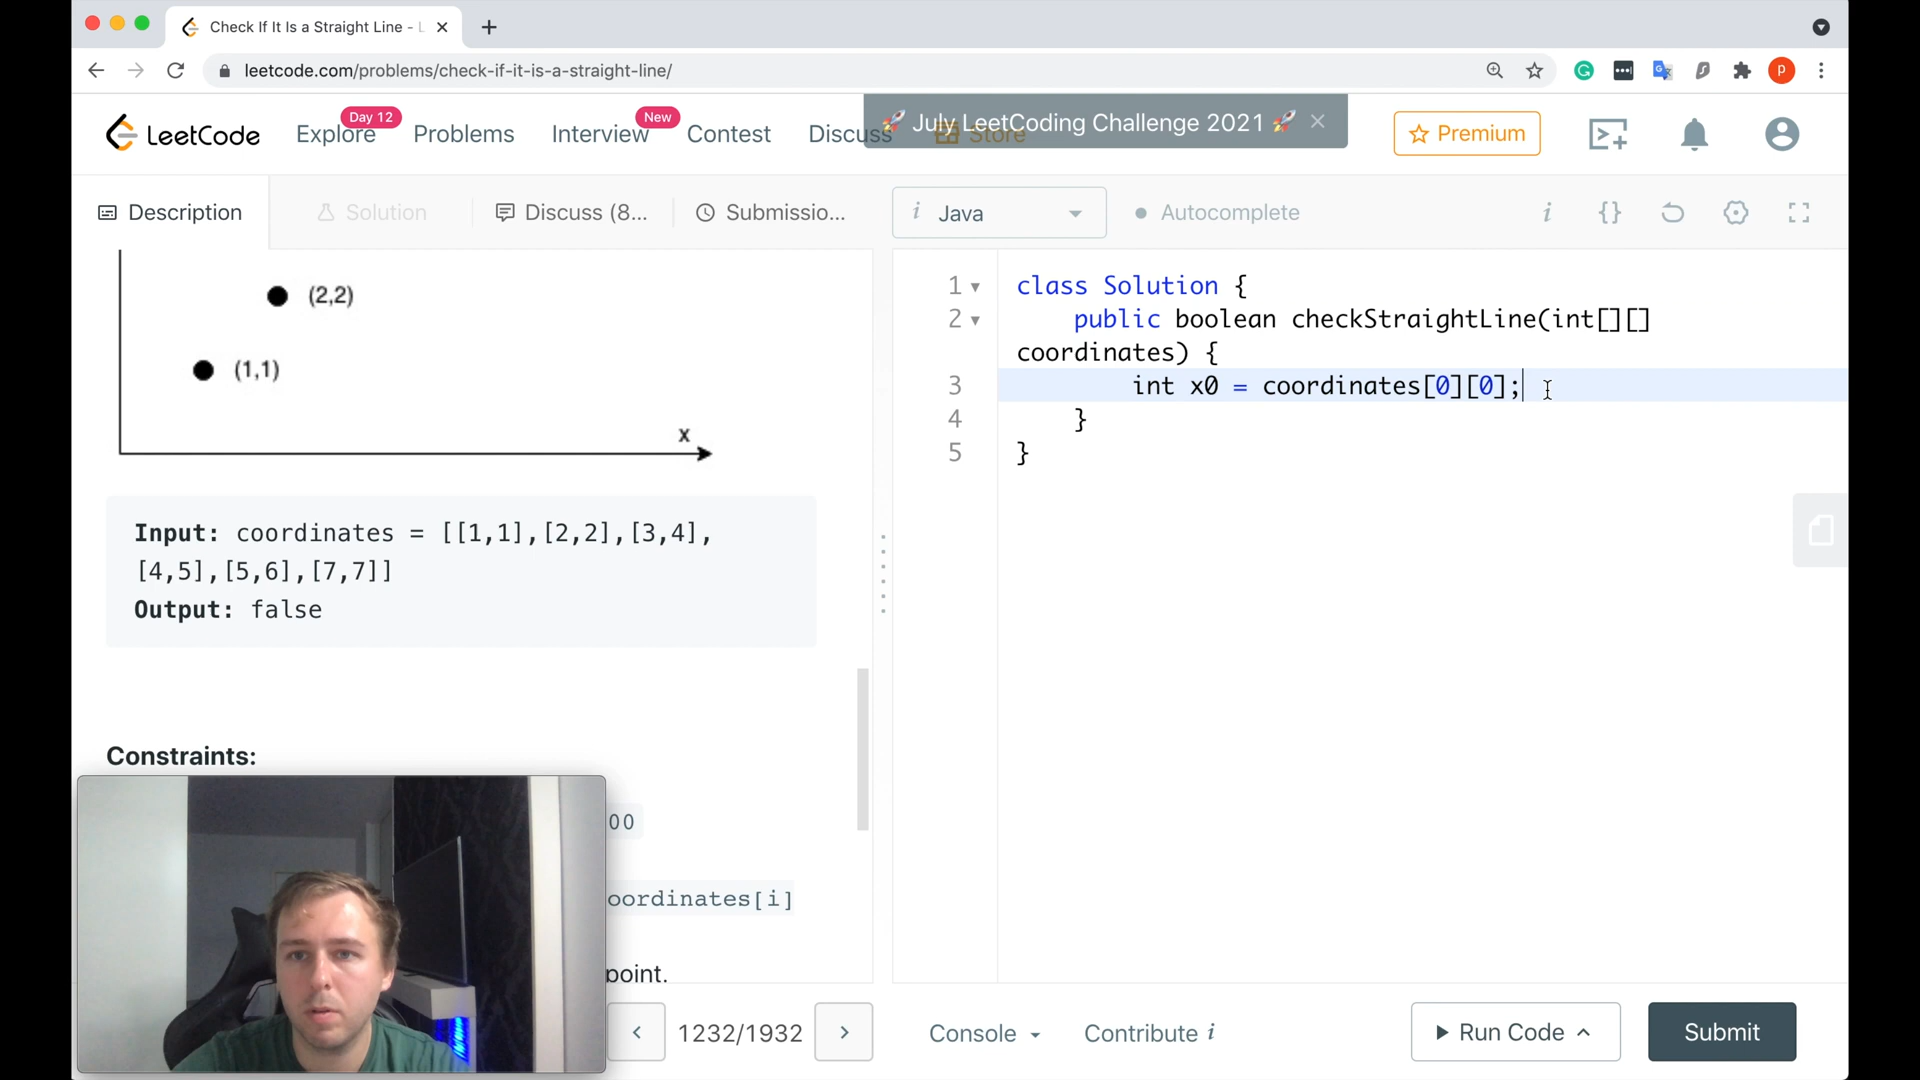 Check If It Is a Straight Line - L
leetcode.com/problems/check-if-it-is-a-straight-line/
P
LeetCode
Explore
Day 12
Problems
Interview
New
Contest
Discuss
Store
🚀 July LeetCoding Challenge 2021 🚀
Premium
Description
Solution
Discuss (8...
Submissio...
i Java
Autocomplete
i {}
(2,2)
(1,1)
x
Input: coordinates = [[1,1],[2,2],[3,4],
[4,5],[5,6],[7,7]]
Output: false
Constraints:
00
oordinates[i]
point.
1 class Solution {
2 public boolean checkStraightLine(int[][]
coordinates) {
3 int x0 = coordinates[0][0];
4 }
5 }
< 1232/1932 >
Console
Contribute i
Run Code
Submit